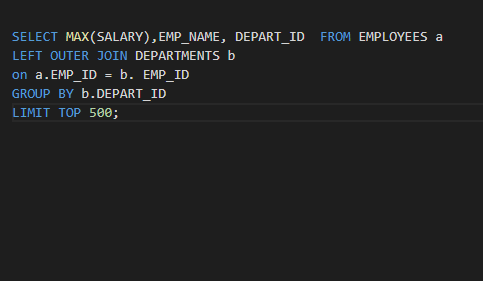 SELECT MAX(SALARY),EMP_NAME, DEPART_ID  FROM EMPLOYEES a
LEFT OUTER JOIN DEPARTMENTS b
on a.EMP_ID = b. EMP_ID
GROUP BY b.DEPART_ID
LIMIT TOP 500;